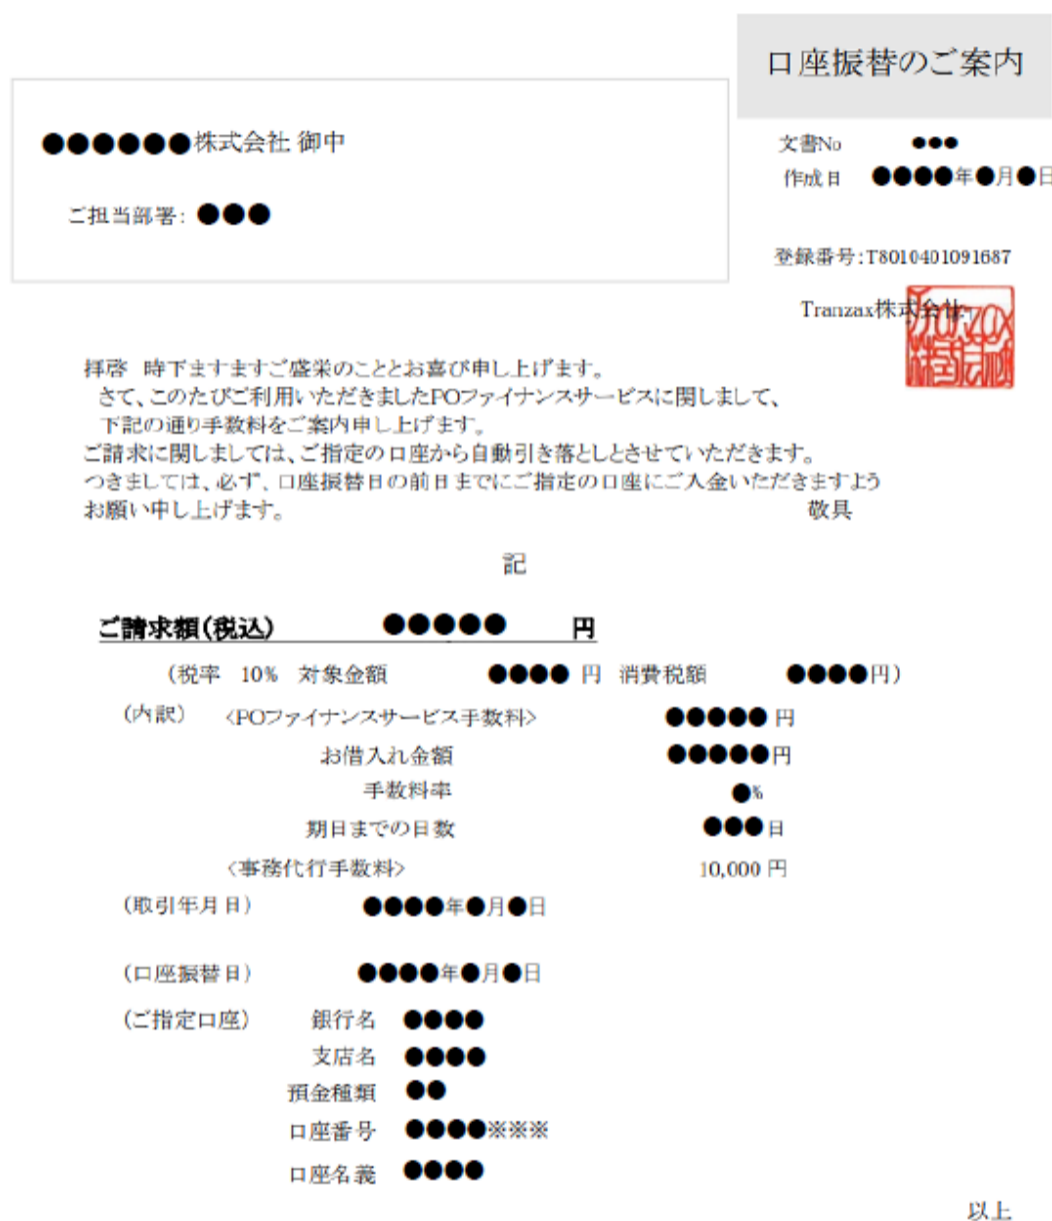 口座振替のご案内
●●●●●●株式会社 御中
文書No ●●●
作成日 ●●●●年●月●日
ご担当部署: ●●●
登録番号:T8010401091687
Tranzax株式会社
拝啓 時下ますますご盛栄のこととお喜び申し上げます。
さて、このたびご利用いただきましたPOファイナンスサービスに関しまして、
下記の通り手数料をご案内申し上げます。
ご請求に関しましては、ご指定の口座から自動引き落としとさせていただきます。
つきましては、必ず、口座振替日の前日までにご指定の口座にご入金いただきますよう
お願い申し上げます。 敬具
記
ご請求額(税込) ●●●●● 円
(税率 10% 対象金額 ●●●● 円 消費税額 ●●●●円)
(内訳) <POファイナンスサービス手数料> ●●●●● 円
お借入れ金額 ●●●●●円
手数料率 ●%
期日までの日数 ●●●日
<事務代行手数料> 10,000 円
(取引年月日) ●●●●年●月●日
(口座振替日) ●●●●年●月●日
(ご指定口座) 銀行名 ●●●●
支店名 ●●●●
預金種類 ●●
口座番号 ●●●●※※※
口座名義 ●●●●
以上